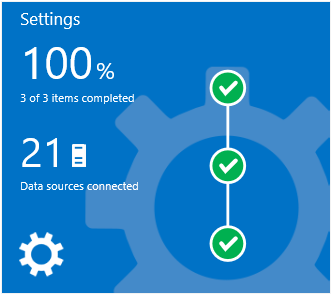 Settings
100 %
3 of 3 items completed
21
Data sources connected